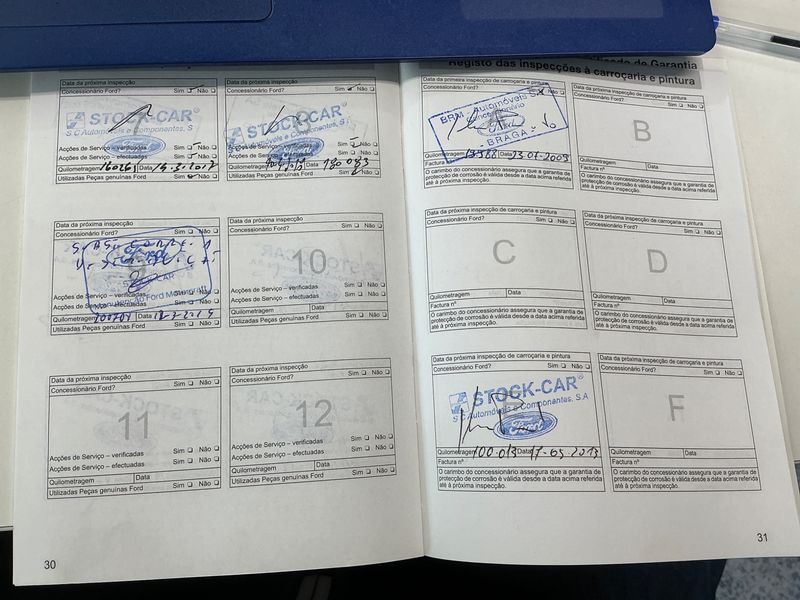 Data da próxima inspecção
Concessionário Ford? Sim Não
STOCK-CAR®
S C Automóveis e Componentes, S
Acções de Serviço – verificadas Sim Não
Acções de Serviço – efectuadas Sim Não
Quilometragem Data
Utilizadas Peças genuínas Ford Sim Não
Data da próxima inspecção
Concessionário Ford? Sim Não
STOCK-CAR®
Sim Não
Sim Não
Data
Sim Não
Data da próxima inspecção
Concessionário Ford? Sim Não
Acções de Serviço – verificadas
Acções de Serviço – efectuadas
Quilometragem Data
Utilizadas Peças genuínas Ford Sim Não
Data da próxima inspecção
Concessionário Ford? Sim Não
10
Acções de Serviço – verificadas Sim Não
Acções de Serviço – efectuadas Sim Não
Quilometragem Data
Utilizadas Peças genuínas Ford Sim Não
Data da próxima inspecção
Concessionário Ford? Sim Não
11
Acções de Serviço – verificadas Sim Não
Acções de Serviço – efectuadas Sim Não
Quilometragem Data
Utilizadas Peças genuínas Ford Sim Não
Data da próxima inspecção
Concessionário Ford? Sim Não
12
Acções de Serviço – verificadas Sim Não
Acções de Serviço – efectuadas Sim Não
Quilometragem Data
Utilizadas Peças genuínas Ford Sim Não
30
de Garantia
Registo das inspecções à carroçaria e pintura
Data da primeira inspecção de carroçaria e pintura
Concessionário Ford? Sim Não
BRM Automóveis
BRAGA
Quilometragem Data 23-01-2009
Factura nº
O carimbo do concessionário assegura que a garantia de
protecção de corrosão é válida desde a data acima referida
até à próxima inspecção.
Data da próxima inspecção de carroçaria e pintura
Concessionário Ford?
Sim Não
B
Quilometragem Data
Factura nº
O carimbo do concessionário assegura que a garantia de
protecção de corrosão é válida desde a data acima referida
até à próxima inspecção.
Data da próxima inspecção de carroçaria e pintura
Concessionário Ford? Sim Não
C
Quilometragem Data
Factura nº
O carimbo do concessionário assegura que a garantia de
protecção de corrosão é válida desde a data acima referida
até à próxima inspecção.
Data da próxima inspecção de carroçaria e pintura
Concessionário Ford? Sim Não
D
Quilometragem Data
Factura nº
O carimbo do concessionário assegura que a garantia de
protecção de corrosão é válida desde a data acima referida
até à próxima inspecção.
Data da próxima inspecção de carroçaria e pintura
Concessionário Ford? Sim Não
STOCK-CAR®
S C Automóveis e Componentes, S.A
Ford
Quilometragem 100.013 Data 17-09-2013
Factura nº
O carimbo do concessionário assegura que a garantia de
protecção de corrosão é válida desde a data acima referida
até à próxima inspecção.
Data da próxima inspecção de carroçaria e pintura
Concessionário Ford? Sim Não
F
Quilometragem Data
Factura nº
O carimbo do concessionário assegura que a garantia de
protecção de corrosão é válida desde a data acima referida
até à próxima inspecção.
31